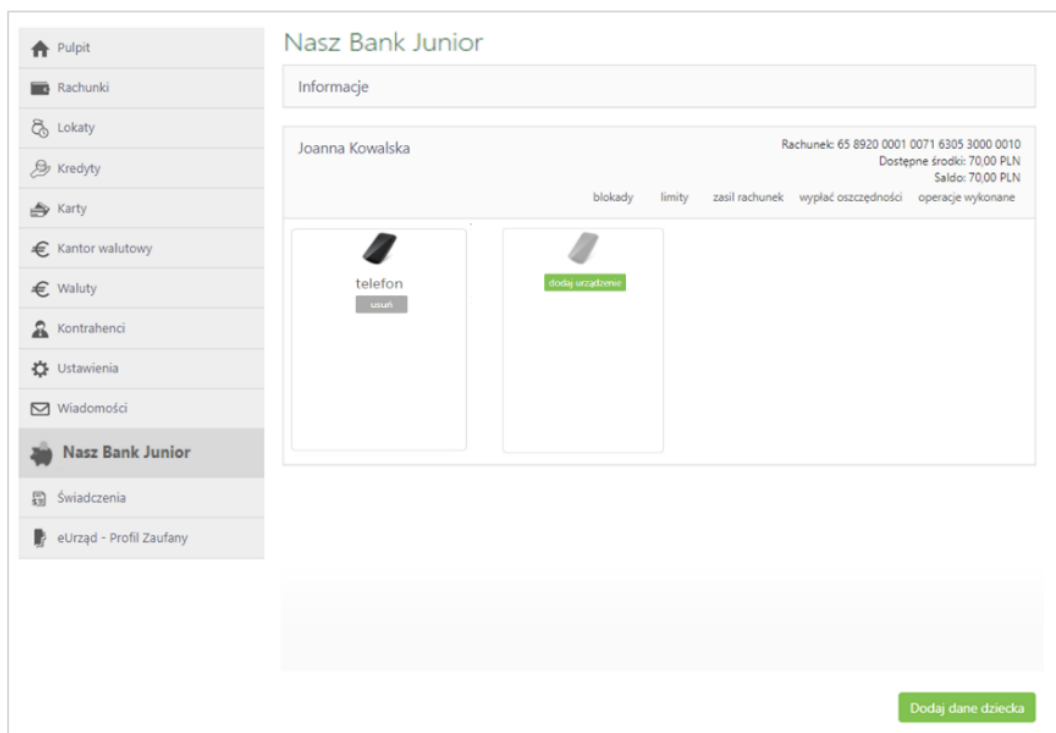 Pulpit
Rachunki
Lokaty
Kredyty
Karty
Kantor walutowy
Waluty
Kontrahenci
Ustawienia
Wiadomości
Nasz Bank Junior
Świadczenia
eUrząd - Profil Zaufany
Nasz Bank Junior
Informacje
Joanna Kowalska
Rachunek: 65 8920 0001 0071 6305 3000 0010
Dostępne środki: 70,00 PLN
Saldo: 70,00 PLN
blokady limity zasil rachunek wypłać oszczędności operacje wykonane
telefon
usuń
dodaj urządzenie
Dodaj dane dziecka